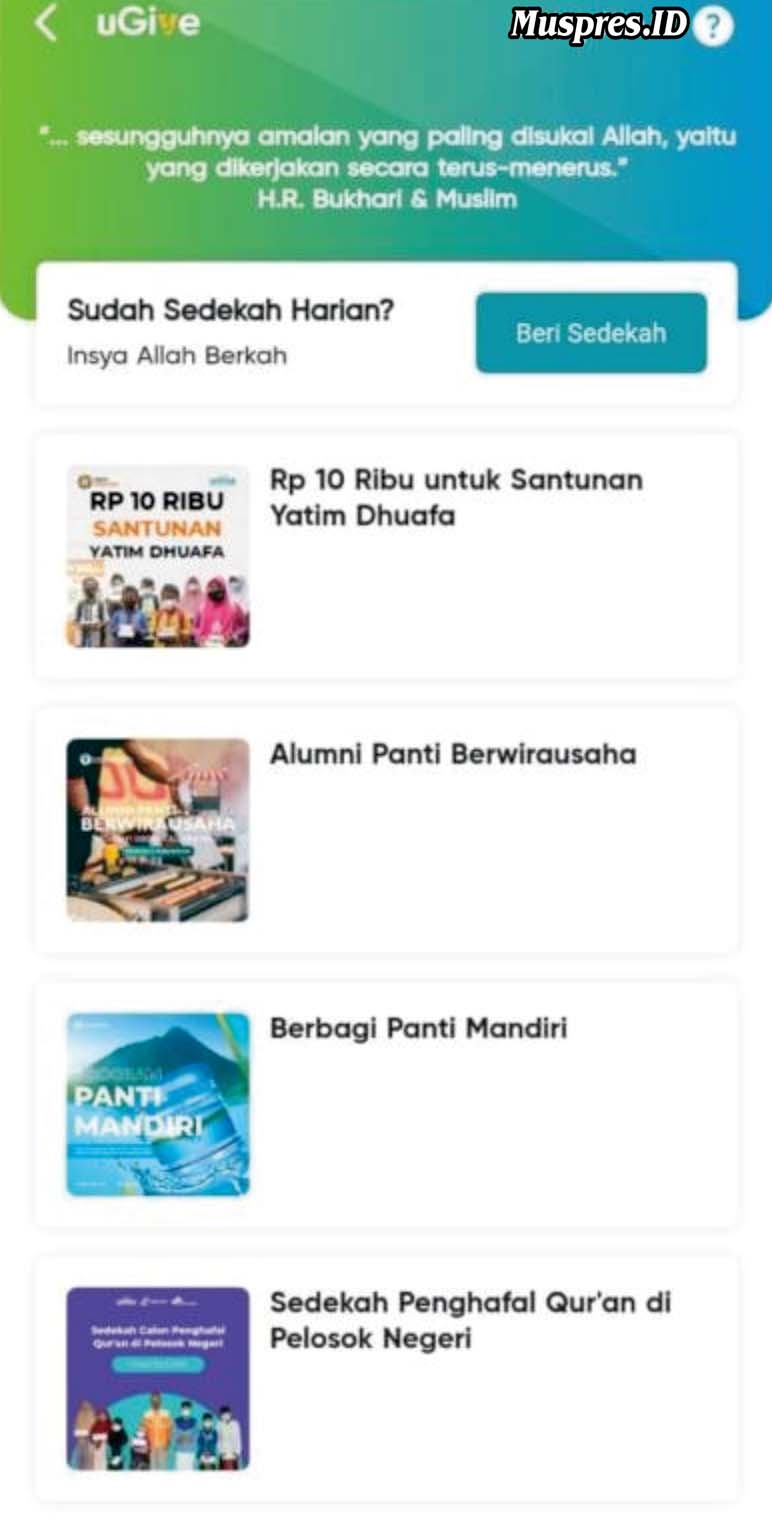 uGive
Muspres.ID
?
"... sesungguhnya amalan yang paling disukai Allah, yaitu
yang dikerjakan secara terus-menerus."
H.R. Bukhari & Muslim
Sudah Sedekah Harian?
Insya Allah Berkah
Beri Sedekah
RP 10 RIBU
SANTUNAN
YATIM DHUAFA
Rp 10 Ribu untuk Santunan
Yatim Dhuafa
ALUMNI PANTI
BERWIRAUSAHA
Alumni Panti Berwirausaha
PANTI
MANDIRI
Berbagi Panti Mandiri
Sedekah Calon Penghafal
Qur'an di Pelosok Negeri
Sedekah Penghafal Qur'an di
Pelosok Negeri